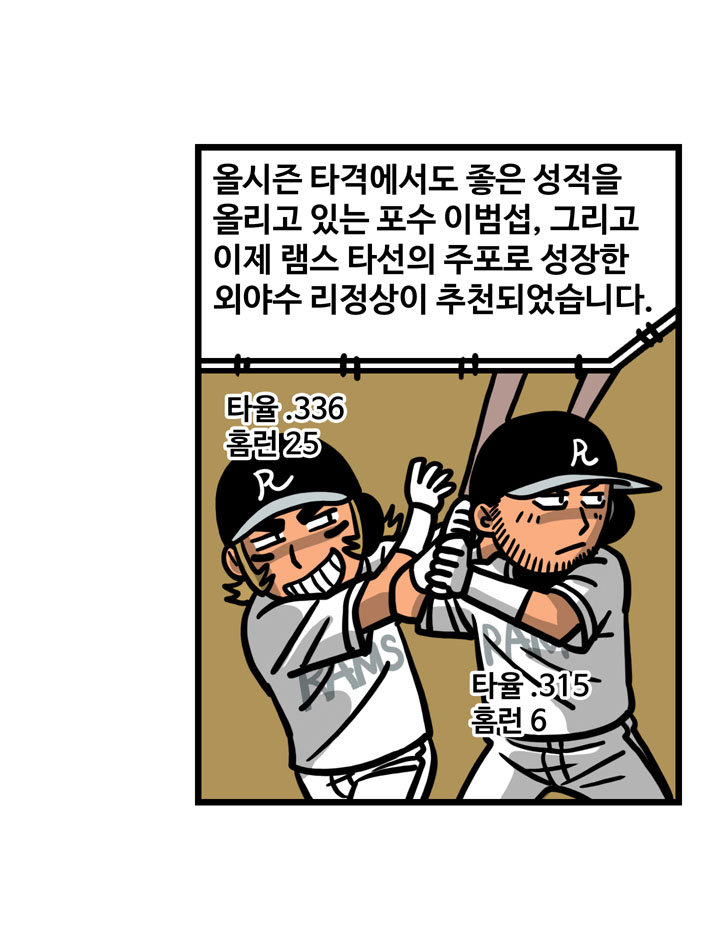 올시즌 타격에서도 좋은 성적을
올리고 있는 포수 이범섭, 그리고
이제 램스 타선의 주포로 성장한
외야수 리정상이 추천되었습니다.
타율 .336
홈런 25
R
R
RAMS
RAM
타율 .315
홈런 6